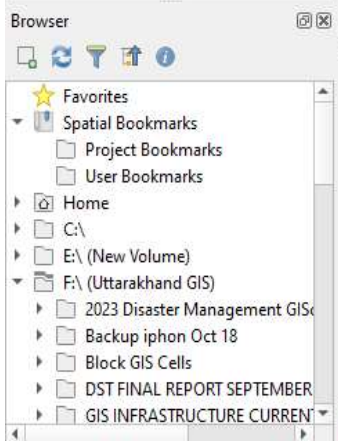 Browser
Favorites
Spatial Bookmarks
Project Bookmarks
User Bookmarks
Home
C:\
E:\ (New Volume)
F:\ (Uttarakhand GIS)
2023 Disaster Management GISc
Backup iphon Oct 18
Block GIS Cells
DST FINAL REPORT SEPTEMBER
GIS INFRASTRUCTURE CURRENT